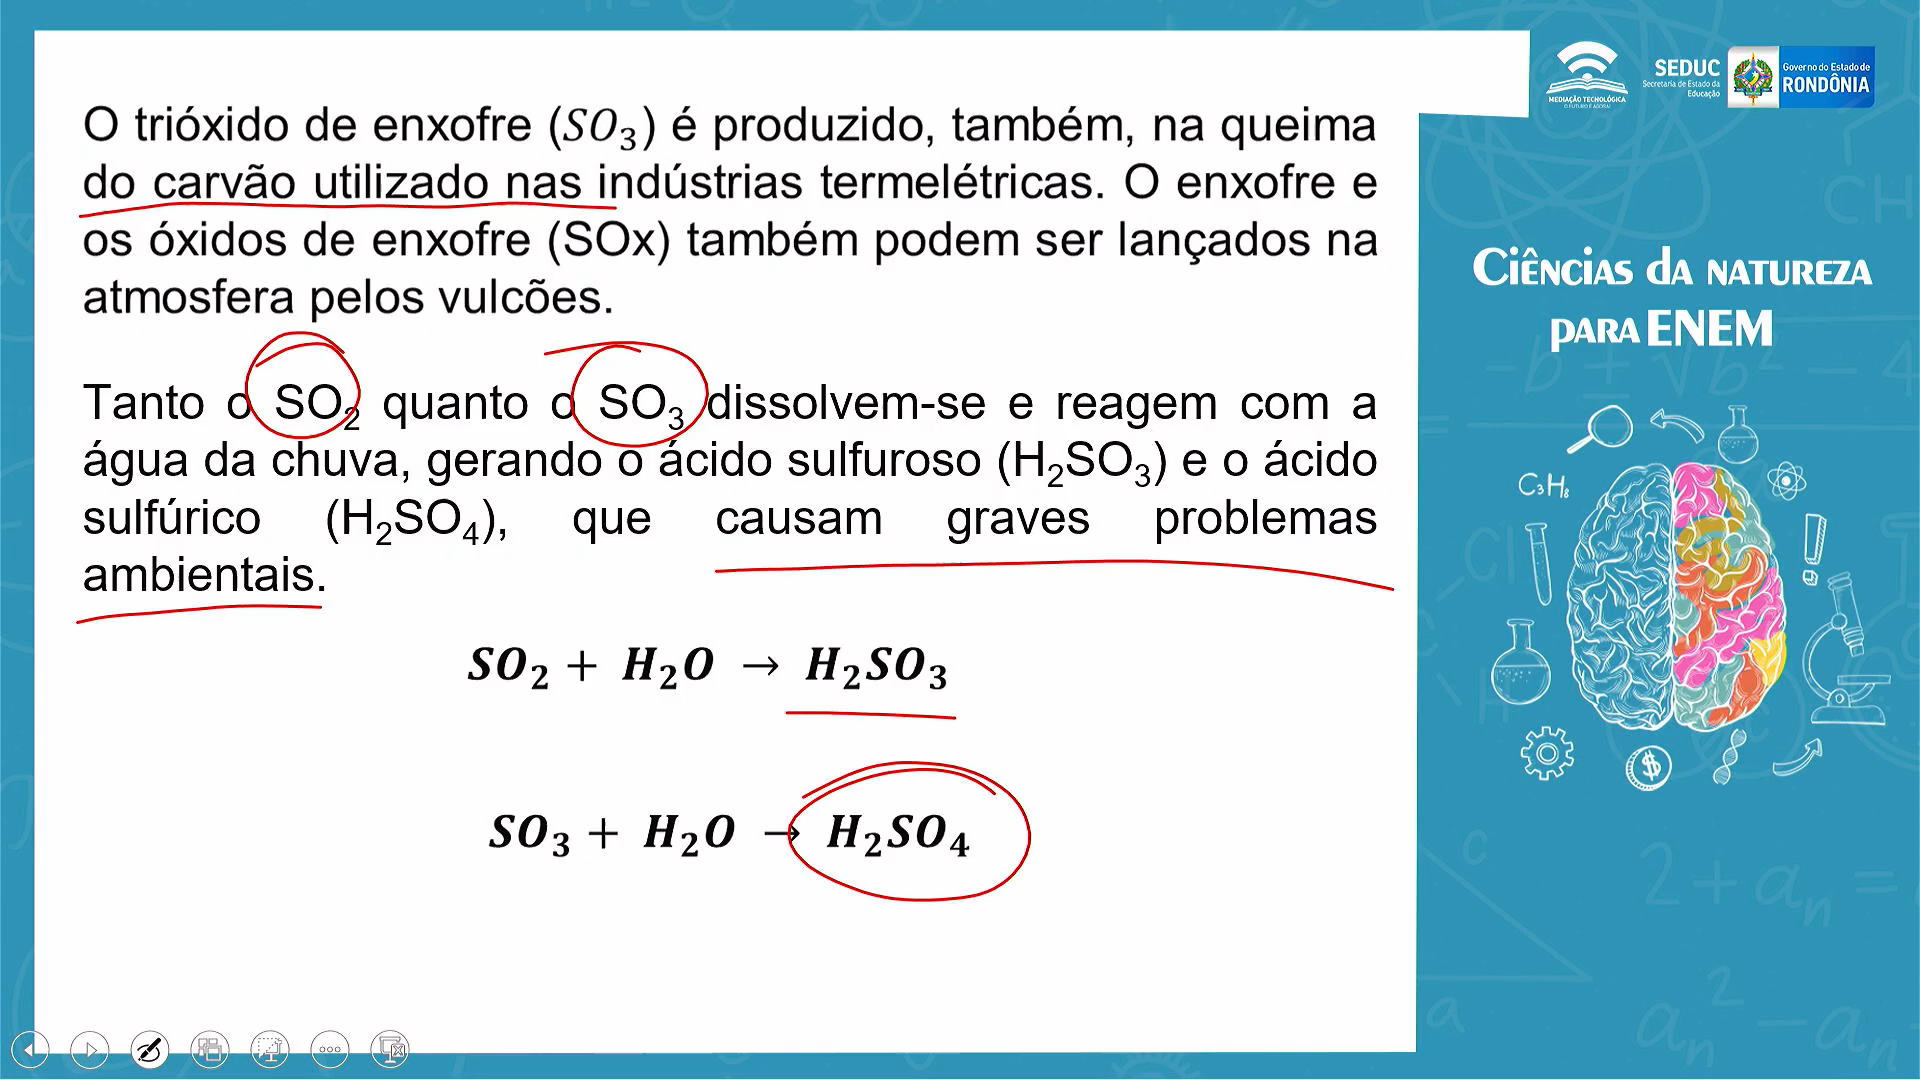 O trióxido de enxofre (SO₃) é produzido, também, na queima
do carvão utilizado nas indústrias termelétricas. O enxofre e
os óxidos de enxofre (SOx) também podem ser lançados na
atmosfera pelos vulcões.
Tanto o SO₂ quanto o SO₃ dissolvem-se e reagem com a
água da chuva, gerando o ácido sulfuroso (H₂SO₃) e o ácido
sulfúrico (H₂SO₄), que causam graves problemas
ambientais.
SO₂ + H₂O → H₂SO₃
SO₃ + H₂O → H₂SO₄
MEDIAÇÃO TECNOLÓGICA
O FUTURO É AGORA!
SEDUC
Secretaria de Estado da
Educação
Governo do Estado de
RONDÔNIA
Ciências da natureza
para ENEM
C₃H₈
$